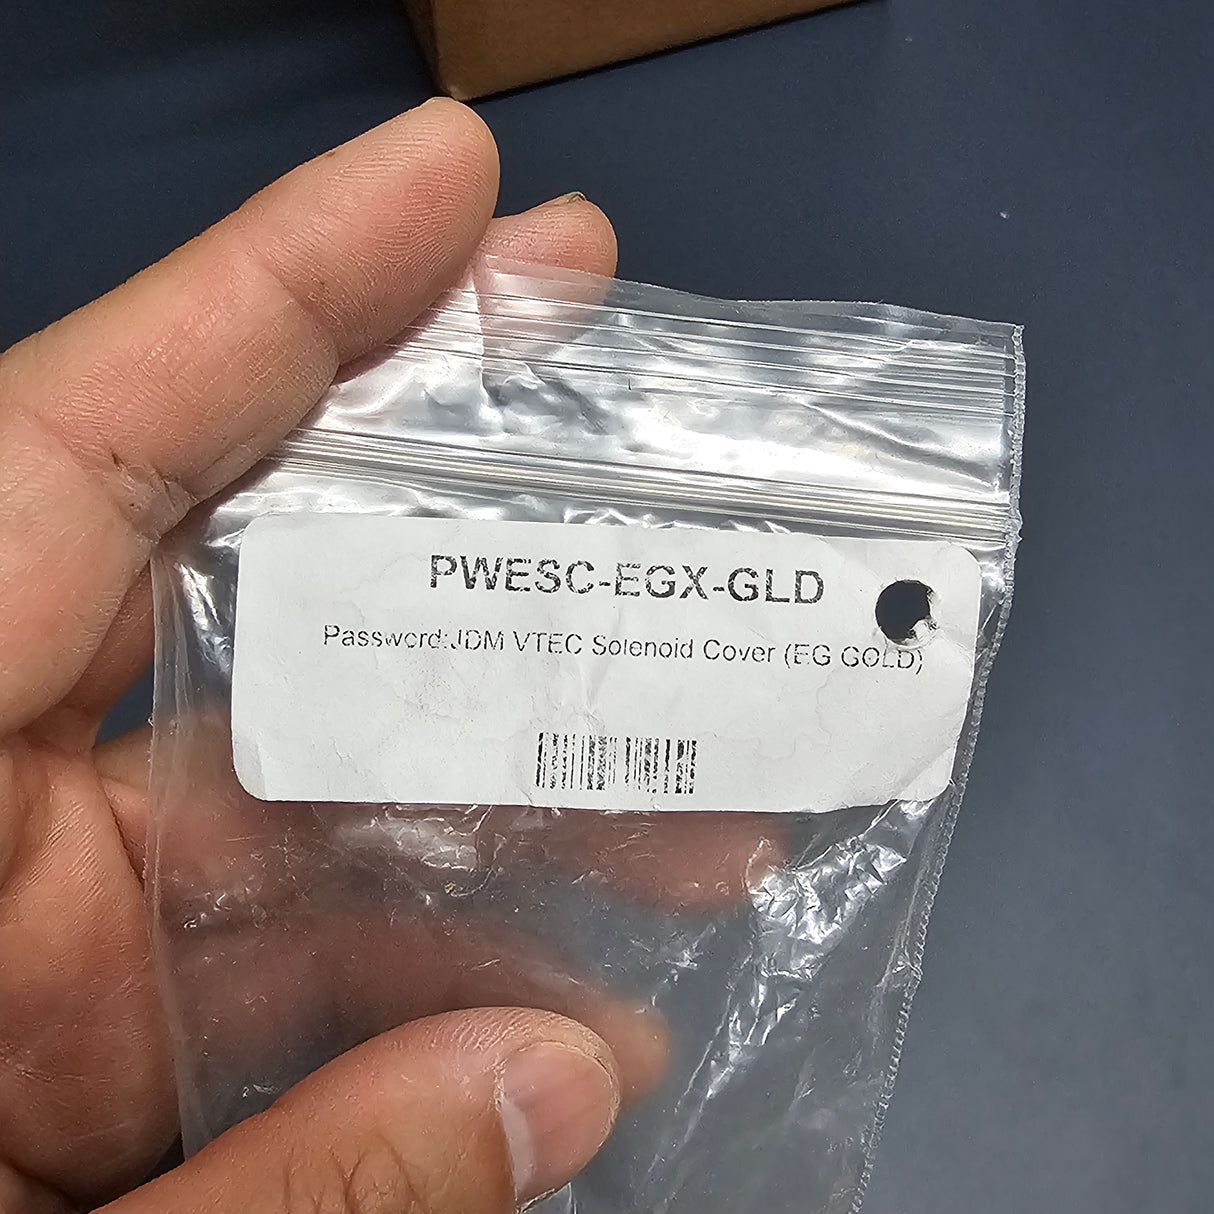 PWESC-EGX-GLD
Password:JDM VTEC Solenoid Cover (EG GOLD)